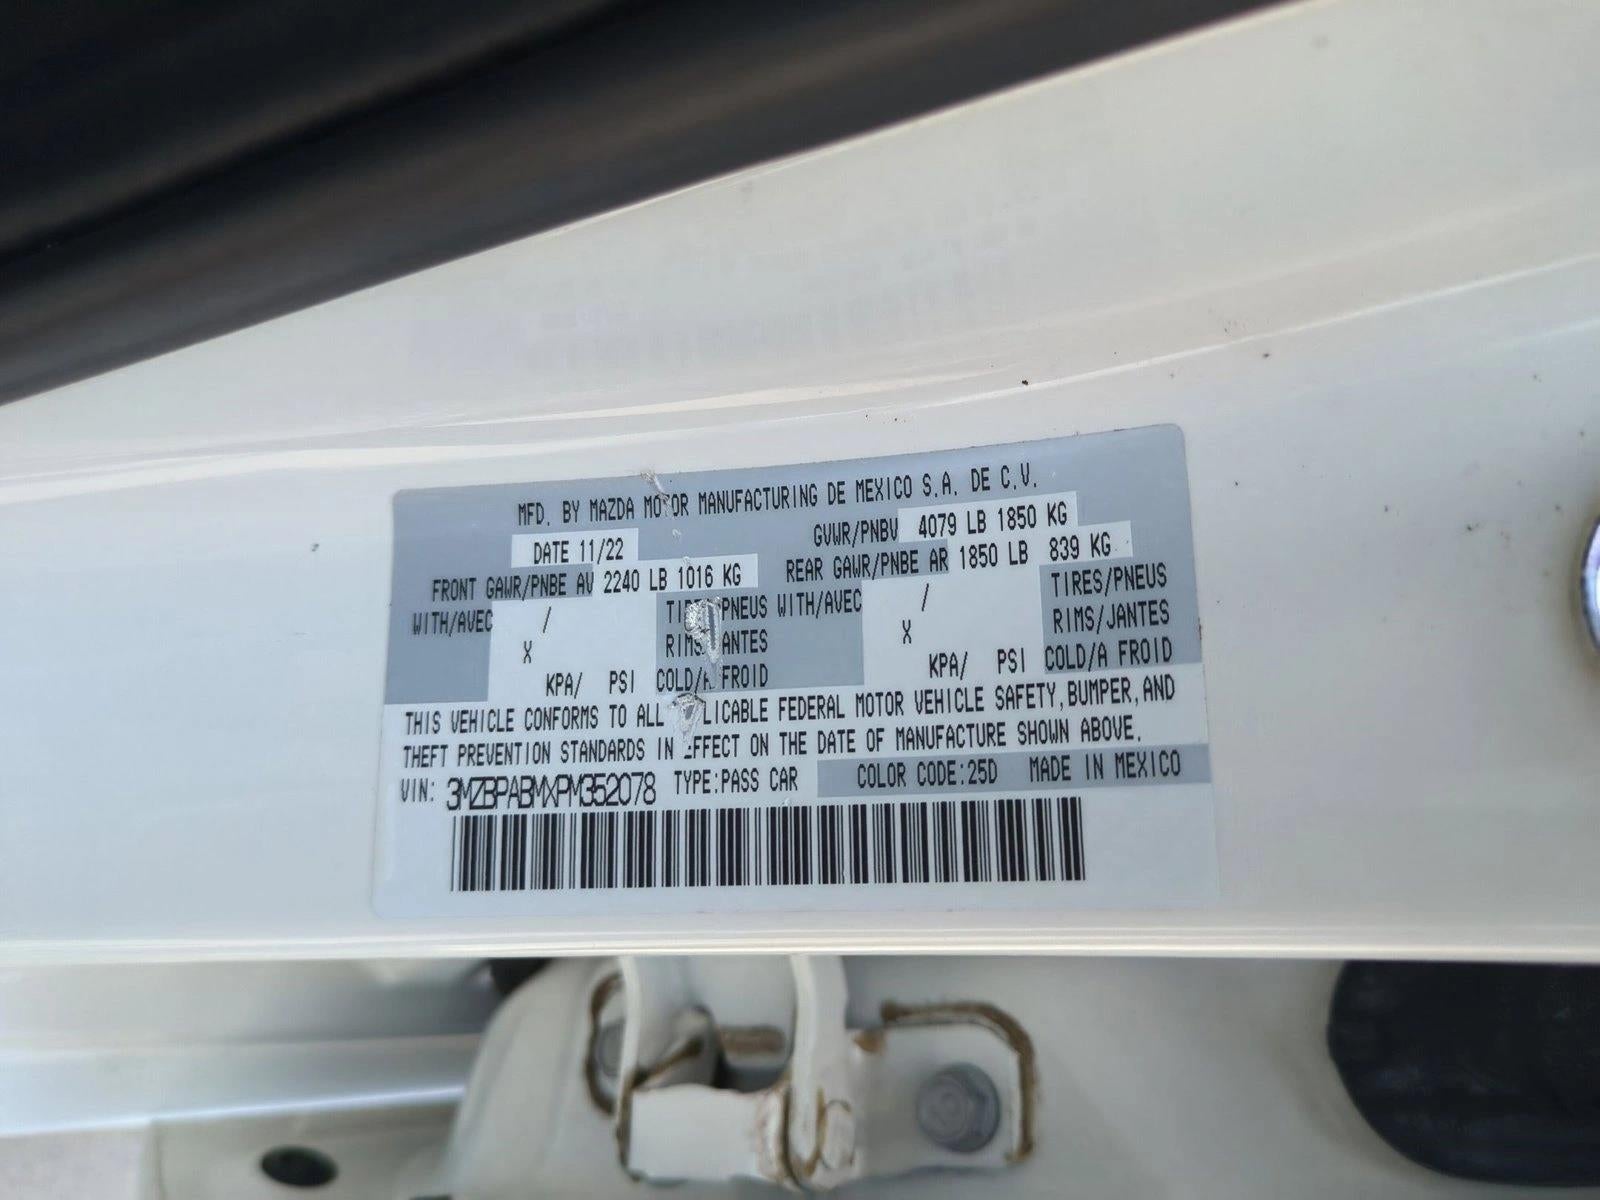 MFD. BY MAZDA MOTOR MANUFACTURING DE MEXICO S.A. DE C.V.
DATE 11/22 GVWR/PNBV 4079 LB 1850 KG
FRONT GAWR/PNBE AV 2240 LB 1016 KG REAR GAWR/PNBE AR 1850 LB 839 KG
WITH/AVEC / TIRES/PNEUS WITH/AVEC / TIRES/PNEUS
X RIMS/JANTES X RIMS/JANTES
KPA/ PSI COLD/A FROID KPA/ PSI COLD/A FROID
THIS VEHICLE CONFORMS TO ALL APPLICABLE FEDERAL MOTOR VEHICLE SAFETY, BUMPER, AND
THEFT PREVENTION STANDARDS IN EFFECT ON THE DATE OF MANUFACTURE SHOWN ABOVE.
VIN: 3MZBPABMXPM352078 TYPE:PASS CAR COLOR CODE:25D MADE IN MEXICO